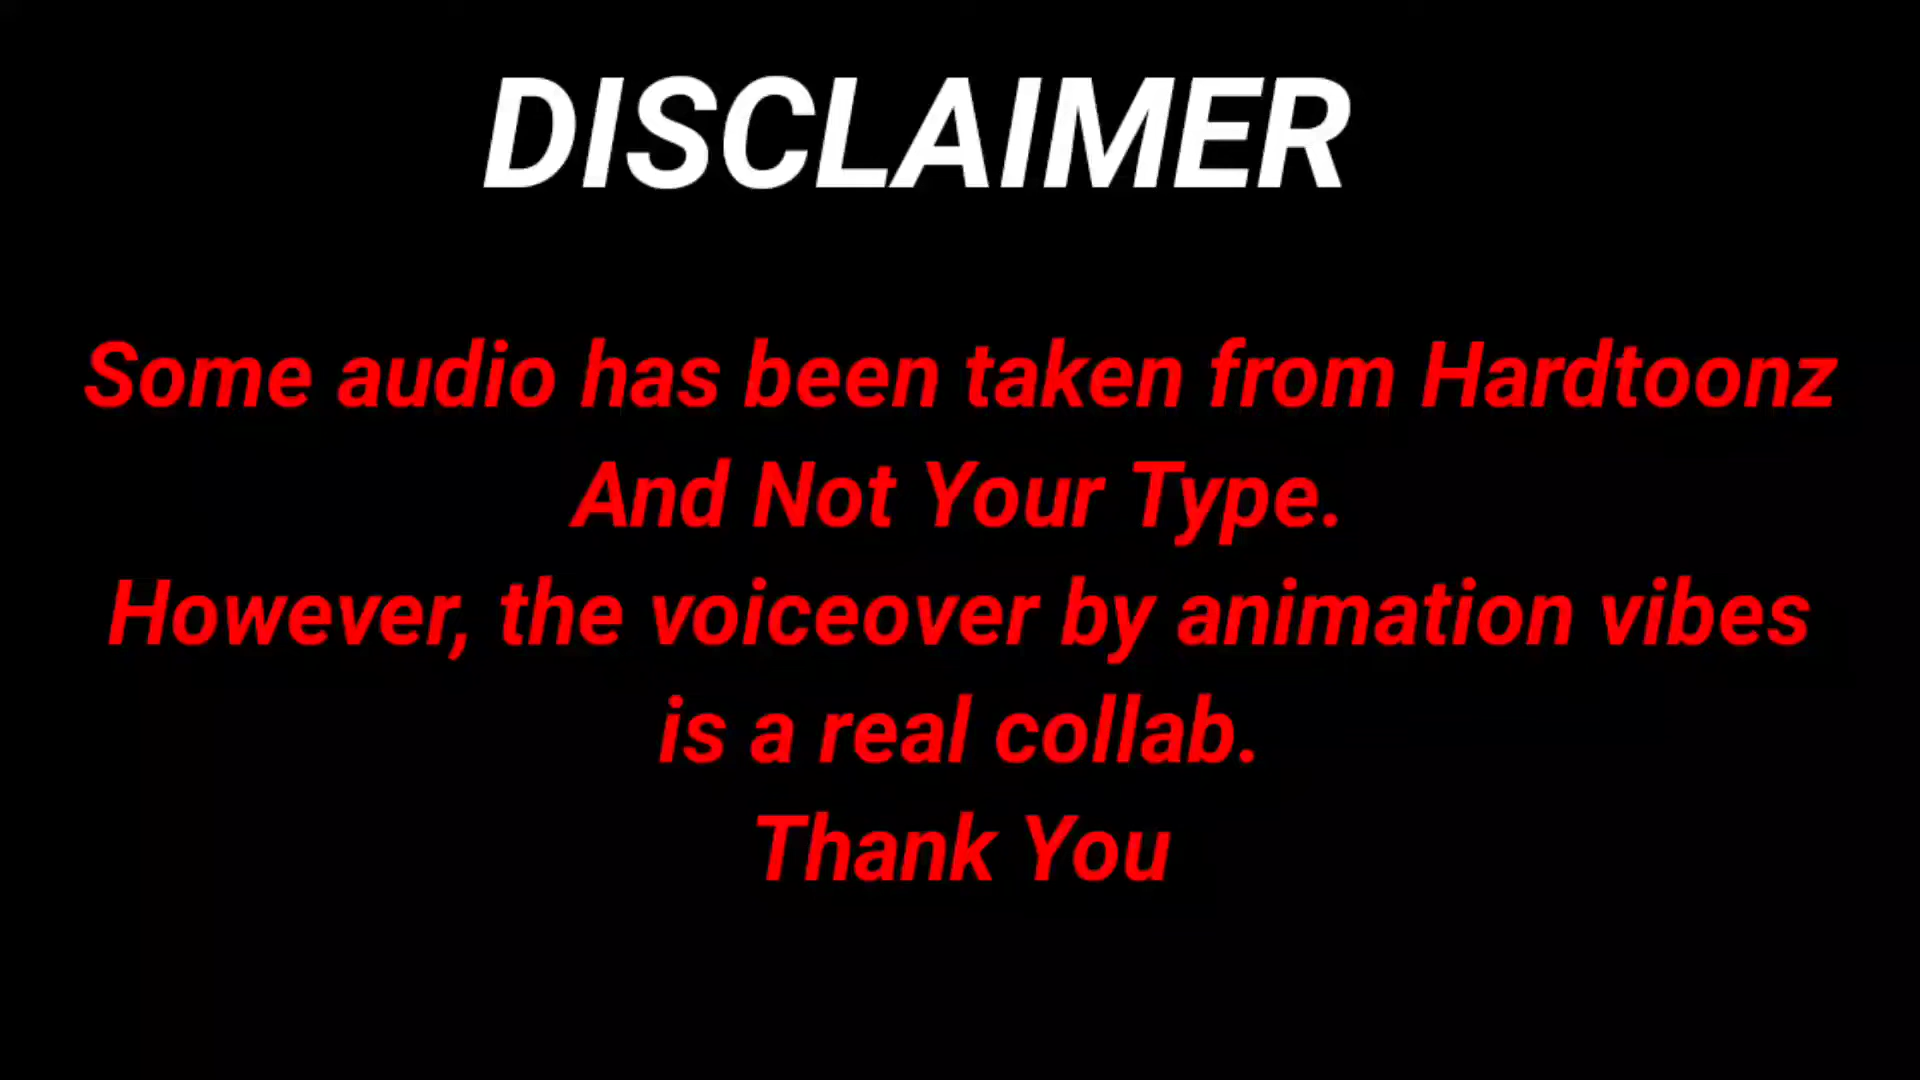 DISCLAIMER
Some audio has been taken from Hardtoonz
And Not Your Type.
However, the voiceover by animation vibes
is a real collab.
Thank You